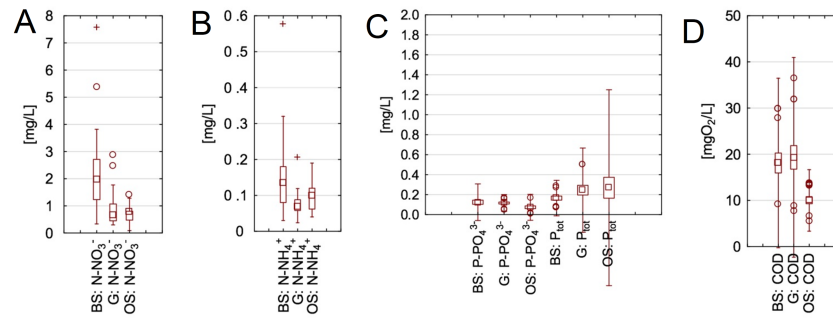 A
[mg/L]
8
7
6
5
4
3
2
1
0
BS: N-NO₃⁻
G: N-NO₃⁻
OS: N-NO₃⁻
B
[mg/L]
0.6
0.5
0.4
0.3
0.2
0.1
0
BS: N-NH₄⁺
G: N-NH₄⁺
OS: N-NH₄⁺
C
[mg/L]
2.0
1.8
1.6
1.4
1.2
1.0
0.8
0.6
0.4
0.2
0.0
BS: P-PO₄³⁻
G: P-PO₄³⁻
OS: P-PO₄³⁻
BS: Pₜₒₜ
G: Pₜₒₜ
OS: Pₜₒₜ
D
[mgO₂/L]
50
40
30
20
10
0
BS: COD
G: COD
OS: COD